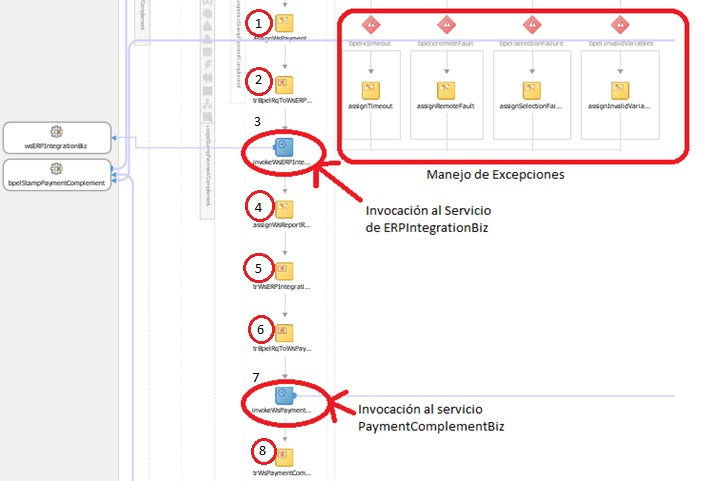 1
assignWsPayment
bpelx:timeout
bpelx:remoteFault
bpel:selectionFailure
bpel:invalidVariables
2
trBpelRqToWsERP...
assignTimeout
assignRemoteFault
assignSelectionFai...
assignInvalidVaria...
3
wsERPIntegrationBiz
invokeWsERPInte...
Manejo de Excepciones
bpelStampPaymentComplement
4
Invocación al Servicio
de ERPIntegrationBiz
assignWsReportR...
5
trWsERPIntegrati...
6
trBpelRqToWsPay...
7
invokeWsPayment...
Invocación al servicio
PaymentComplementBiz
8
trWsPaymentCom...